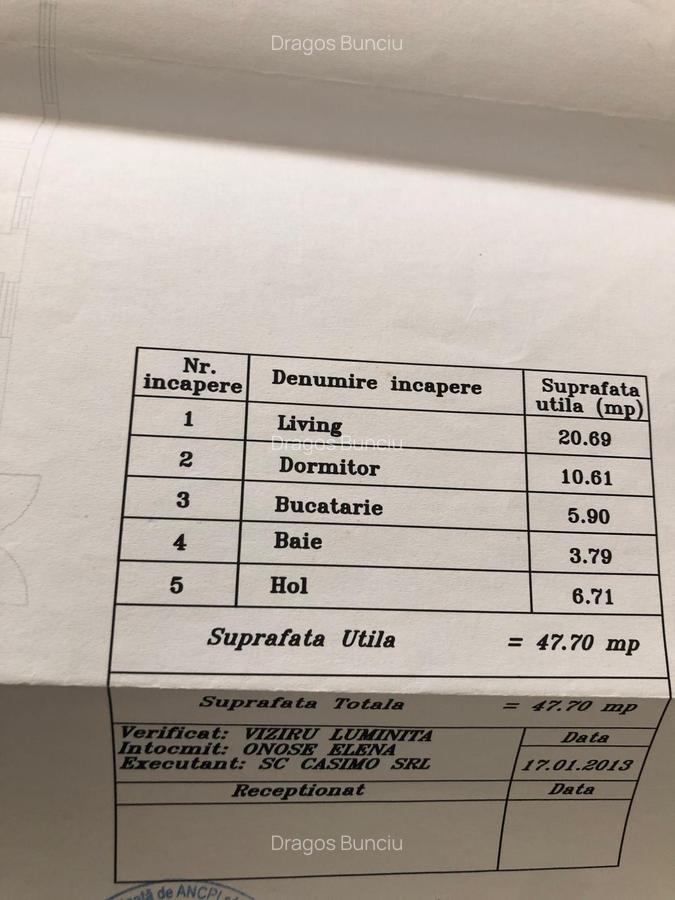 Dragos Bunciu
Nr. incapere Denumire incapere Suprafata utila (mp)
1 Living 20.69
Dragos Bunciu
2 Dormitor 10.61
3 Bucatarie 5.90
4 Baie 3.79
5 Hol 6.71
Suprafata Utila = 47.70 mp
Suprafata Totala = 47.70 mp
Verificat: VIZIRU LUMINITA Data
Intocmit: ONOSE ELENA
Executant: SC CASIMO SRL 17.01.2013
Receptionat Data
Dragos Bunciu
de ANCPI